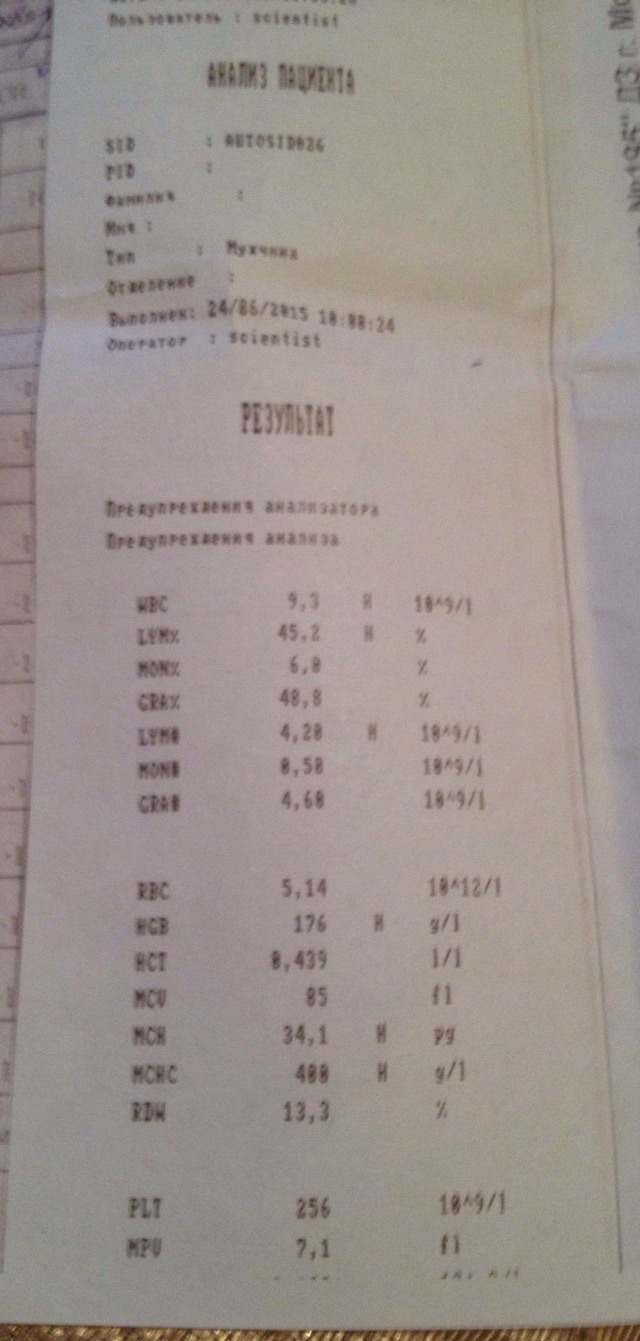 Пользователь : scientist
АНАЛИЗ ПАЦИЕНТА
SID : AUTOSID026
PID :
Фамилия :
Имя :
Тип : Мужчина
Отделение :
Выполнен: 24/06/2015 10:00:24
Оператор : scientist
РЕЗУЛЬТАТ
Предупреждения анализатора
Предупреждения анализа
WBC 9,3 H 10^9/l
LYM% 45,2 H %
MON% 6,0 %
GRA% 48,8 %
LYM# 4,20 H 10^9/l
MON# 0,50 10^9/l
GRA# 4,60 10^9/l
RBC 5,14 10^12/l
HGB 176 H g/l
HCT 0,439 l/l
MCV 85 fl
MCH 34,1 H pg
MCHC 400 H g/l
RDW 13,3 %
PLT 256 10^9/l
MPV 7,1 fl
№195" ДЗ г. Мо